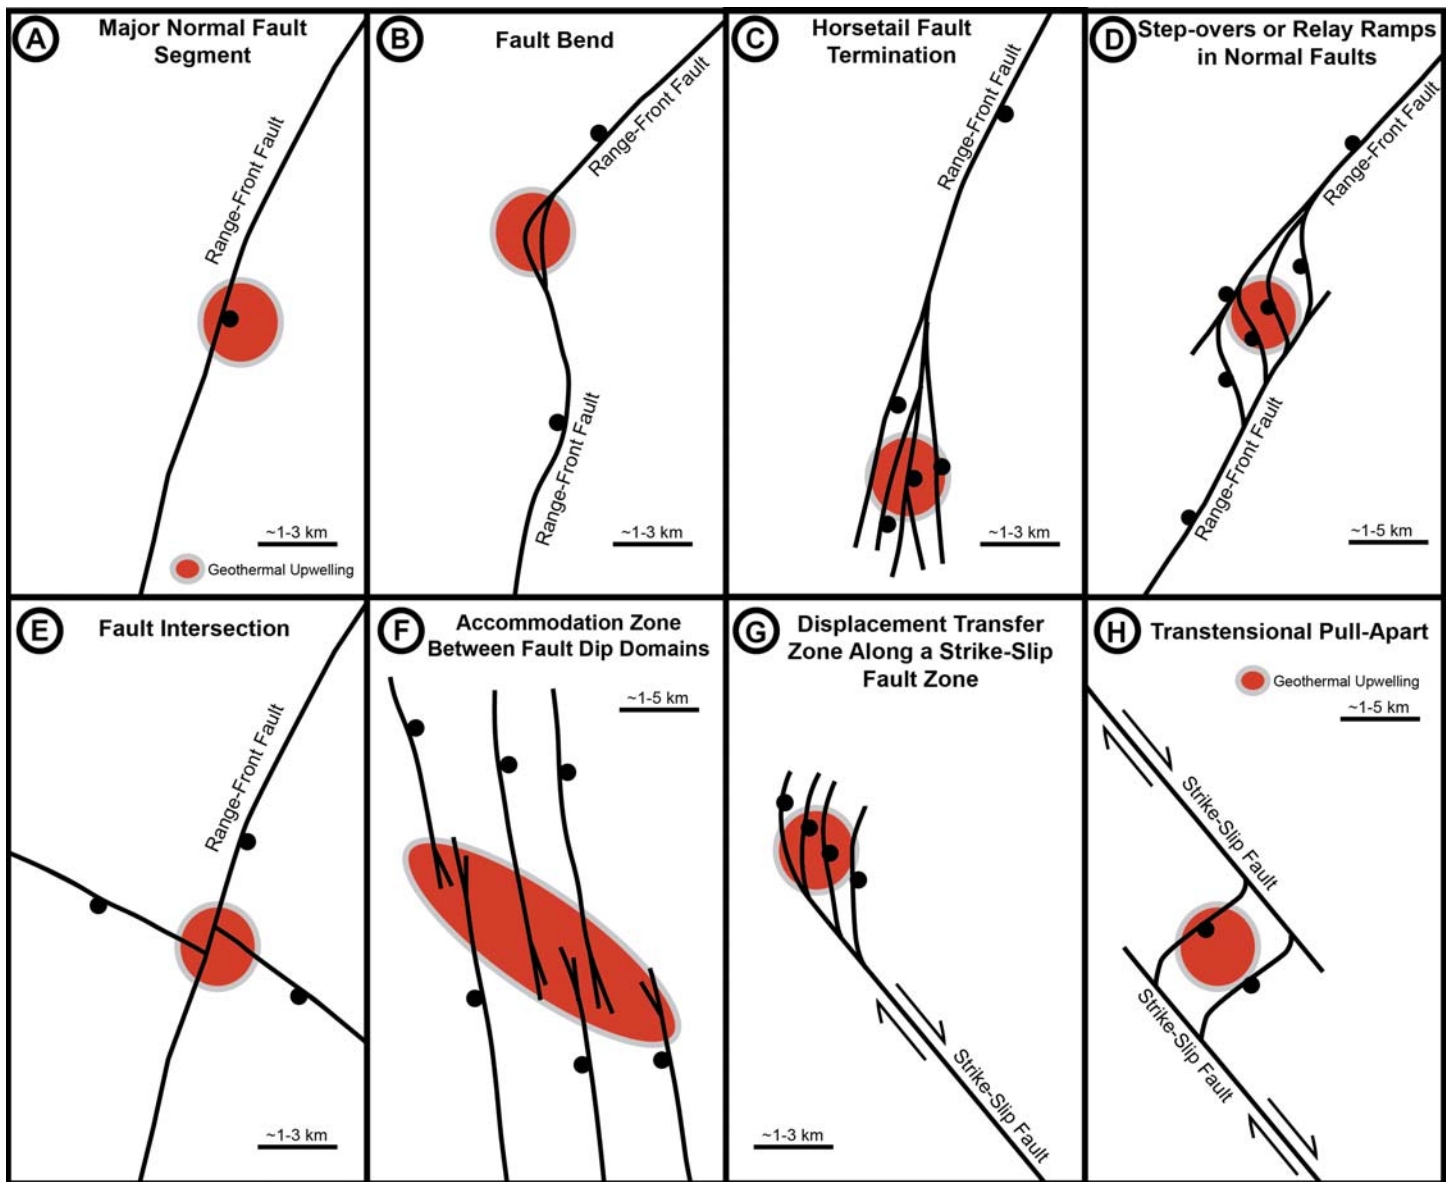 A
Major Normal Fault
Segment
Range-Front Fault
~1-3 km
Geothermal Upwelling
B
Fault Bend
Range-Front Fault
Range-Front Fault
~1-3 km
C
Horsetail Fault
Termination
Range-Front Fault
~1-3 km
D
Step-overs or Relay Ramps
in Normal Faults
Range-Front Fault
Range-Front Fault
~1-5 km
E
Fault Intersection
Range-Front Fault
~1-3 km
F
Accommodation Zone
Between Fault Dip Domains
~1-5 km
G
Displacement Transfer
Zone Along a Strike-Slip
Fault Zone
Strike-Slip Fault
~1-3 km
H
Transtensional Pull-Apart
Geothermal Upwelling
~1-5 km
Strike-Slip Fault
Strike-Slip Fault